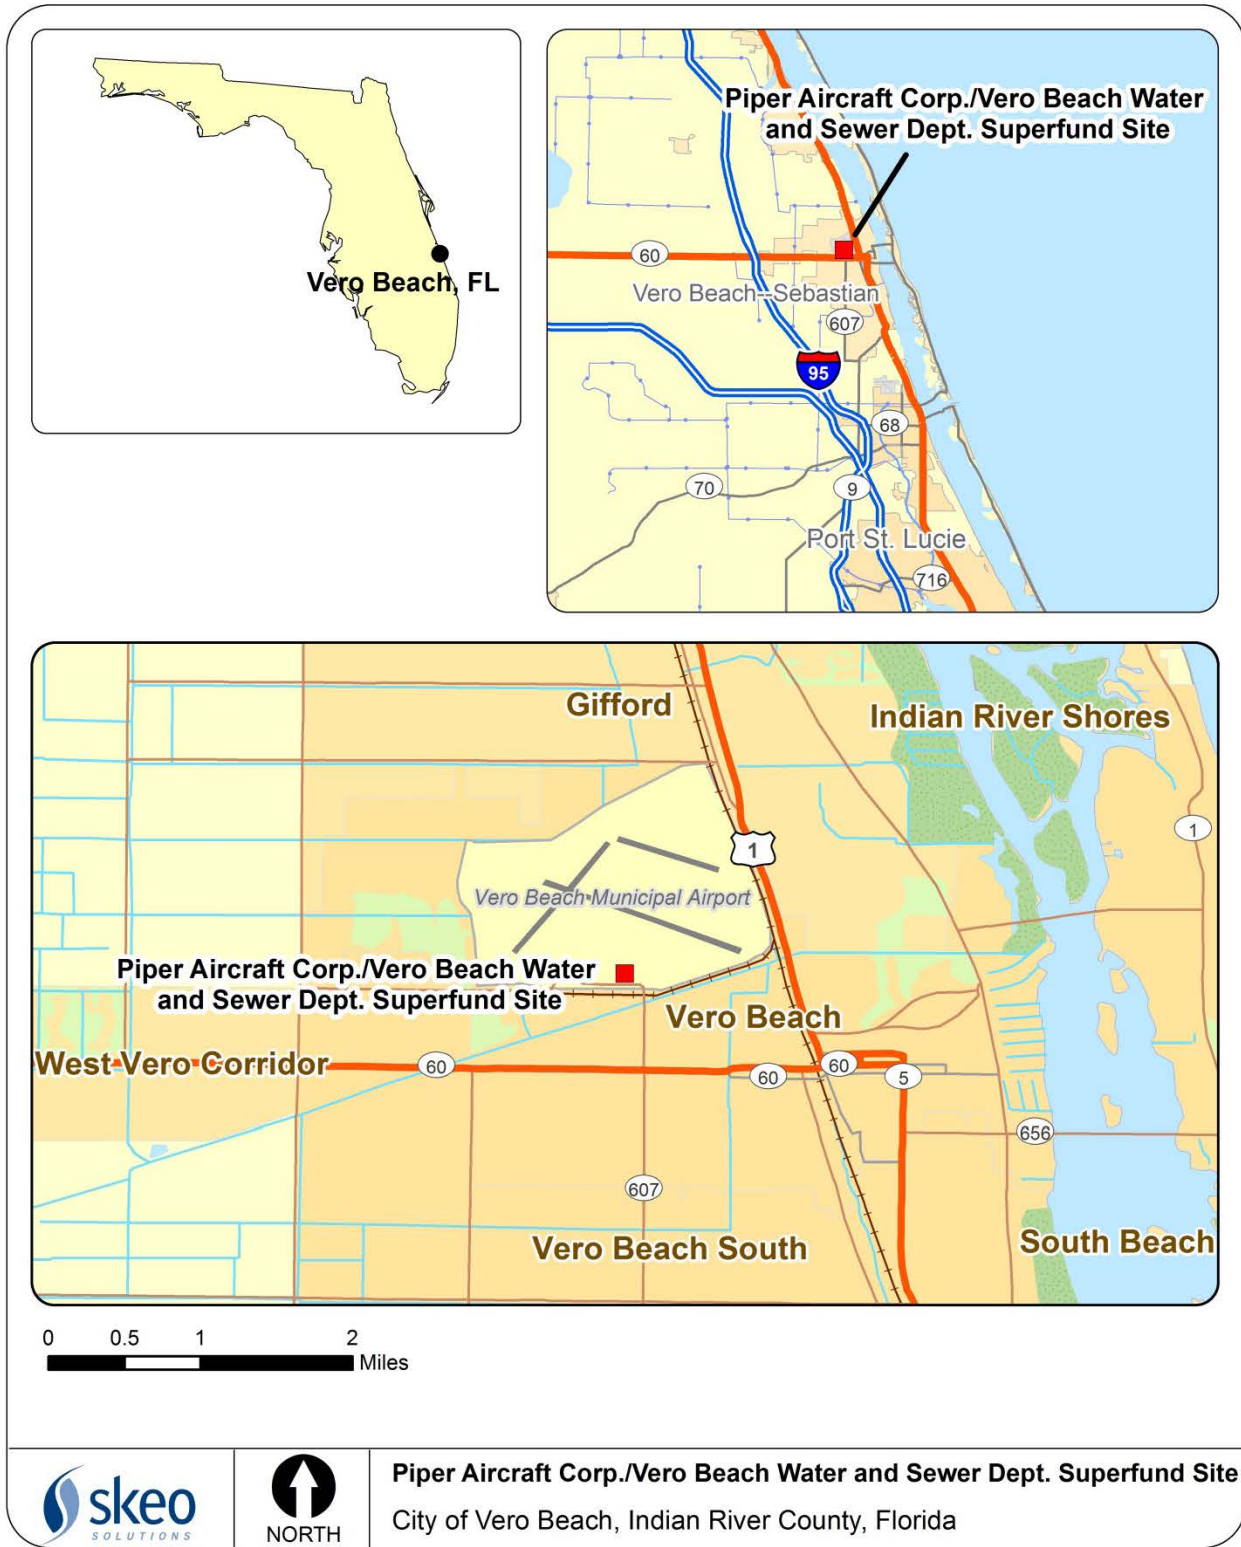 Vero Beach, FL
Piper Aircraft Corp./Vero Beach Water
and Sewer Dept. Superfund Site
60
Vero Beach--Sebastian
607
95
68
70
9
Port St. Lucie
716
Gifford
Indian River Shores
1
1
Vero Beach Municipal Airport
Piper Aircraft Corp./Vero Beach Water
and Sewer Dept. Superfund Site
Vero Beach
West Vero Corridor
60
60
60
5
656
607
Vero Beach South
South Beach
0 0.5 1 2
Miles
skeo
SOLUTIONS
NORTH
Piper Aircraft Corp./Vero Beach Water and Sewer Dept. Superfund Site
City of Vero Beach, Indian River County, Florida